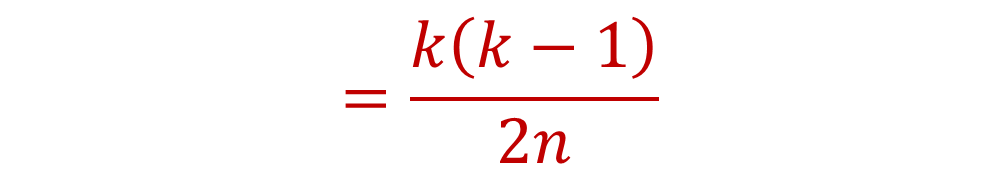 = k(k − 1) / 2n